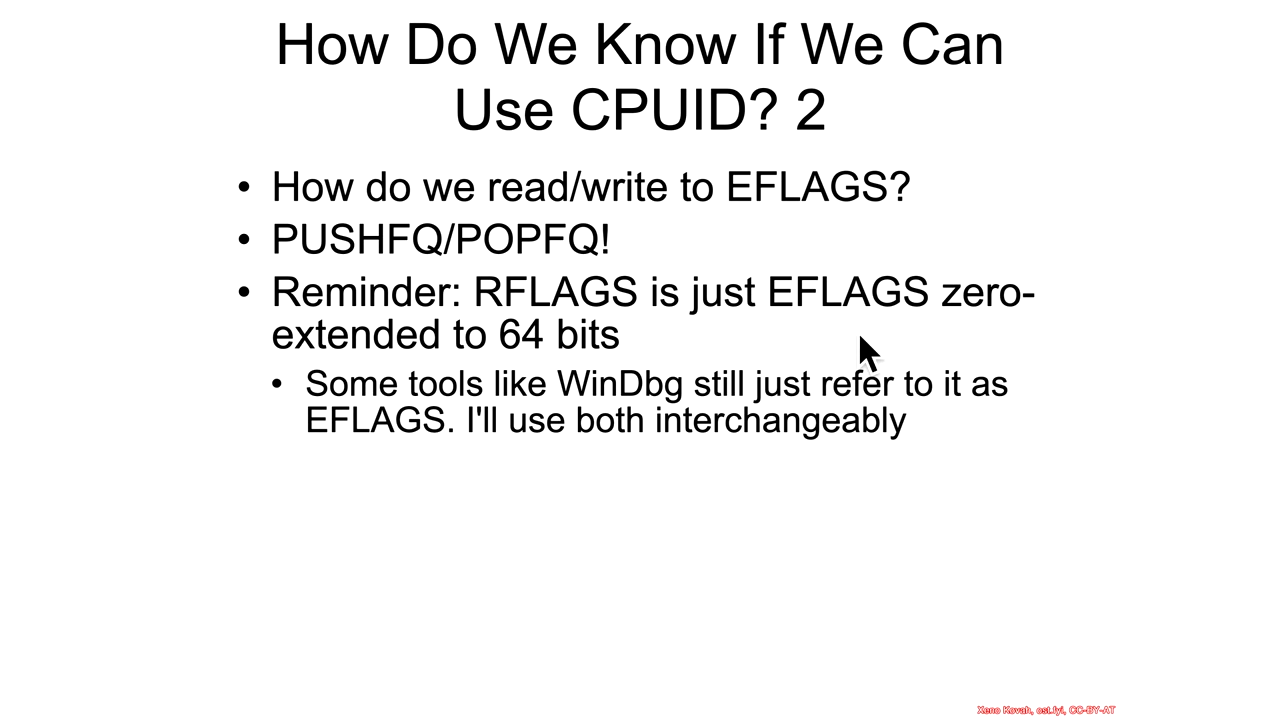 How Do We Know If We Can
Use CPUID? 2
• How do we read/write to EFLAGS?
• PUSHFQ/POPFQ!
• Reminder: RFLAGS is just EFLAGS zero-
extended to 64 bits
• Some tools like WinDbg still just refer to it as
EFLAGS. I'll use both interchangeably
Xeno Kovah, ost.fyi, CC-BY-AT